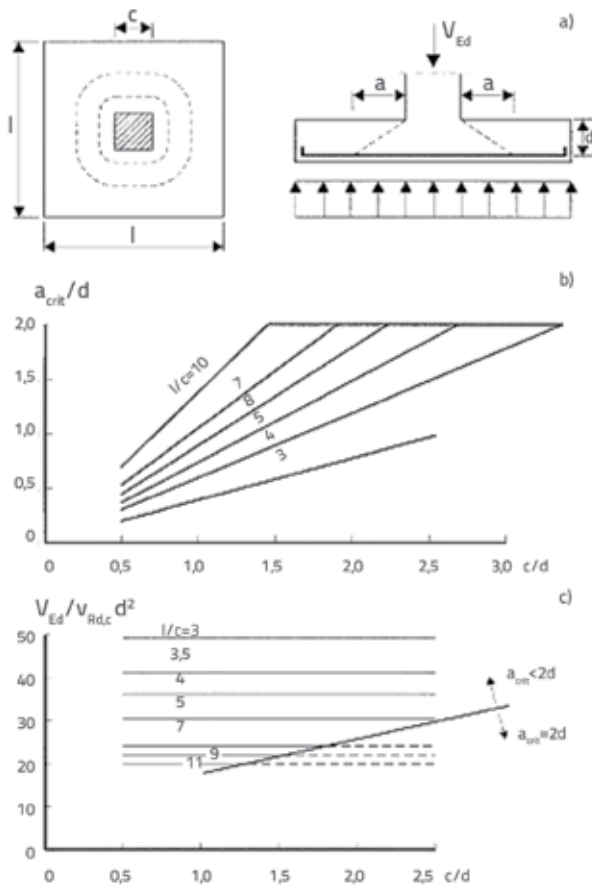 c
a)
V_Ed
l
a
a
d
l
b)
a_crit/d
2,0
1,5
1,0
0,5
0
l/c=10
7
8
5
4
3
0
0,5
1,0
1,5
2,0
2,5
3,0
c/d
V_Ed/v_Rd,c d²
c)
50
40
30
20
10
0
l/c=3
3,5
4
5
7
9
11
a_crit<2d
a_crit=2d
0
0,5
1,0
1,5
2,0
2,5
c/d